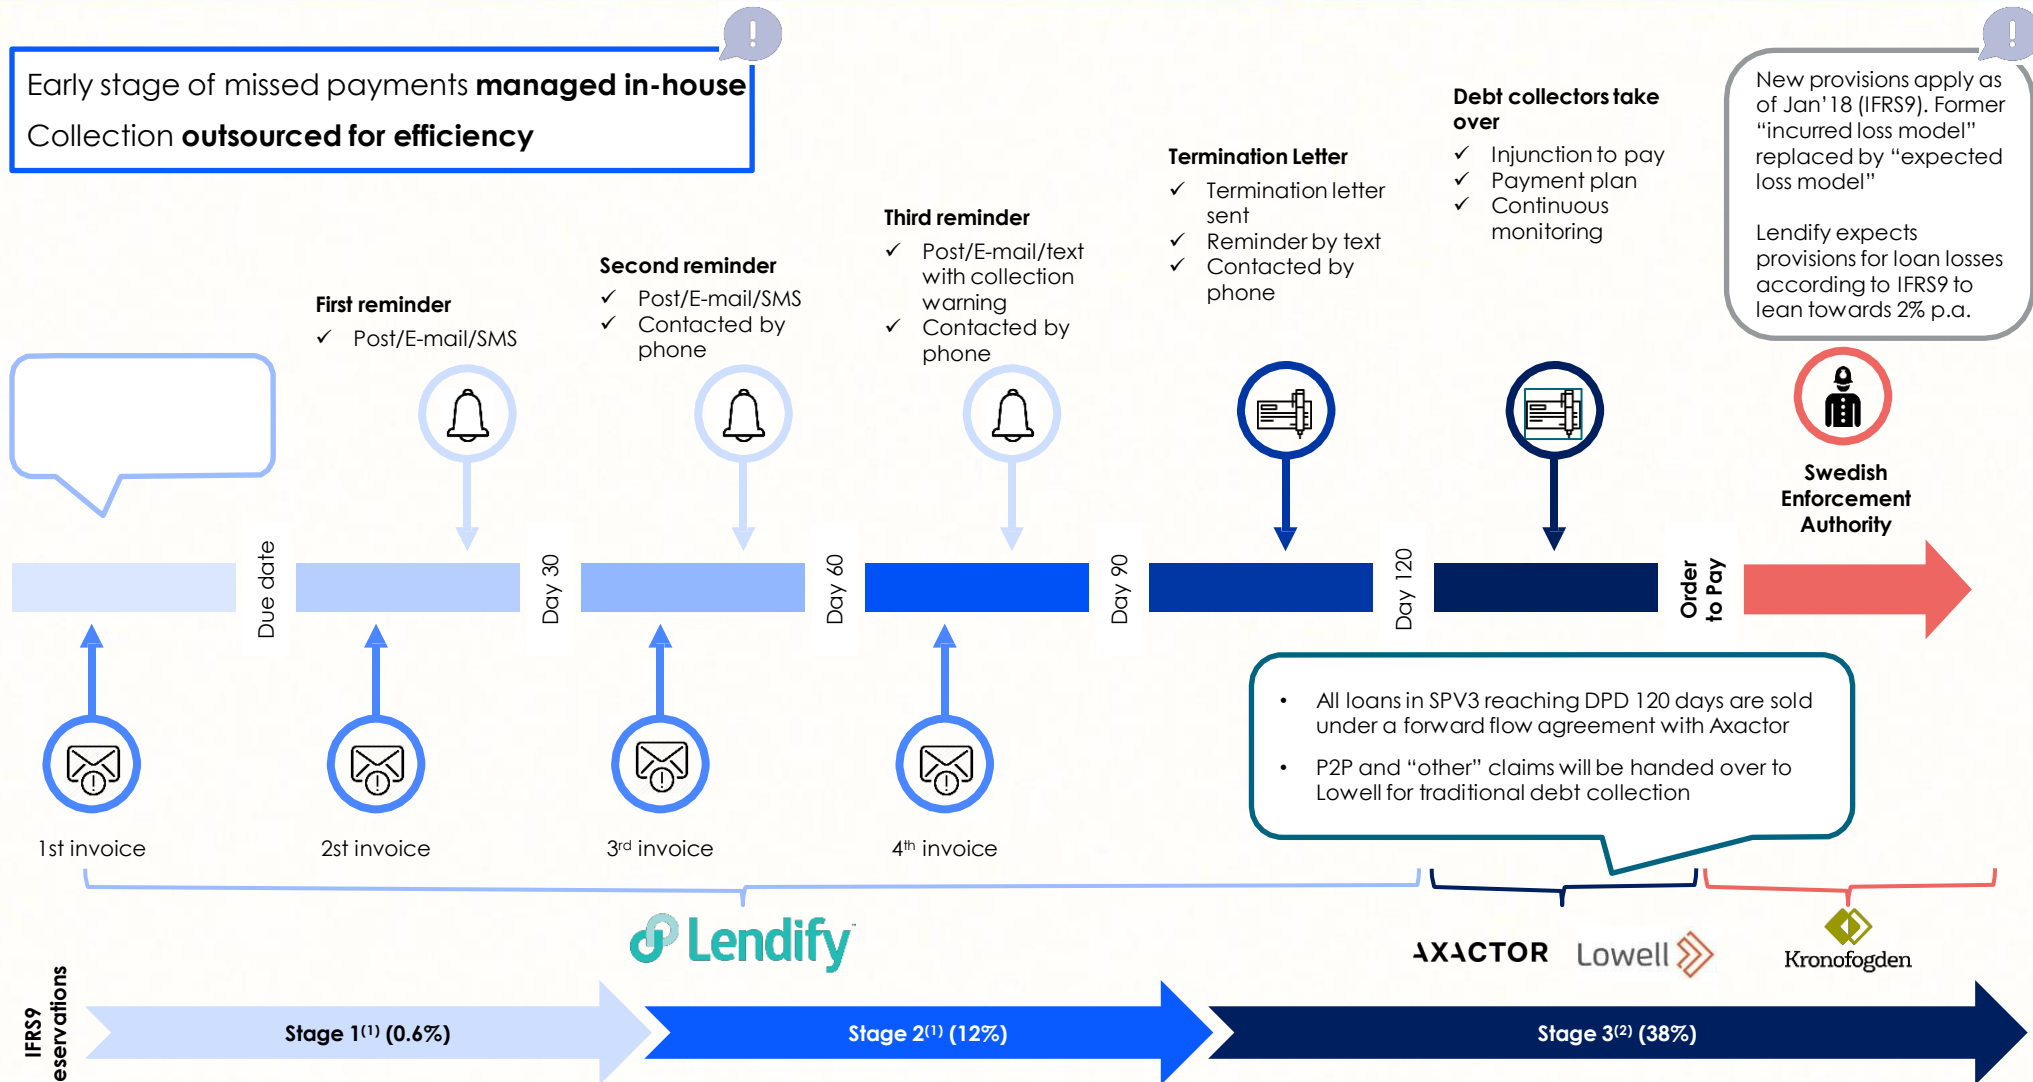 Early stage of missed payments managed in-house
Collection outsourced for efficiency
New provisions apply as
of Jan’18 (IFRS9). Former
“incurred loss model”
replaced by “expected
loss model”
Lendify expects
provisions for loan losses
according to IFRS9 to
lean towards 2% p.a.
First reminder
✓ Post/E-mail/SMS
Second reminder
✓ Post/E-mail/SMS
✓ Contacted by
phone
Third reminder
✓ Post/E-mail/text
with collection
warning
✓ Contacted by
phone
Termination Letter
✓ Termination letter
sent
✓ Reminder by text
✓ Contacted by
phone
Debt collectors take
over
✓ Injunction to pay
✓ Payment plan
✓ Continuous
monitoring
Swedish
Enforcement
Authority
Due date
Day 30
Day 60
Day 90
Day 120
Order
to Pay
1st invoice
2st invoice
3rd invoice
4th invoice
• All loans in SPV3 reaching DPD 120 days are sold
under a forward flow agreement with Axactor
• P2P and “other” claims will be handed over to
Lowell for traditional debt collection
Lendify
AXACTOR
Lowell
Kronofogden
IFRS9
eservations
Stage 1(1) (0.6%)
Stage 2(1) (12%)
Stage 3(2) (38%)